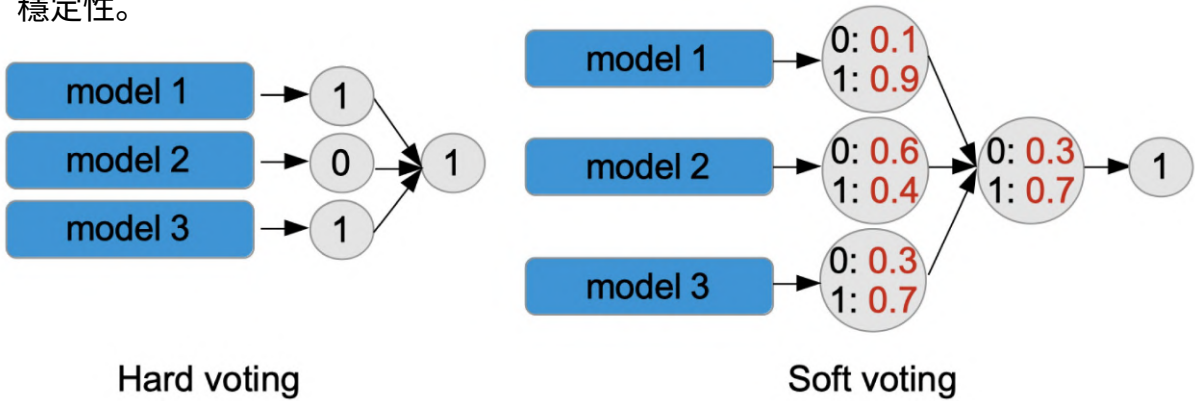 穩定性。
model 1
1
model 2
0
1
model 3
1
Hard voting
model 1
0: 0.1
1: 0.9
model 2
0: 0.6
1: 0.4
0: 0.3
1: 0.7
1
model 3
0: 0.3
1: 0.7
Soft voting